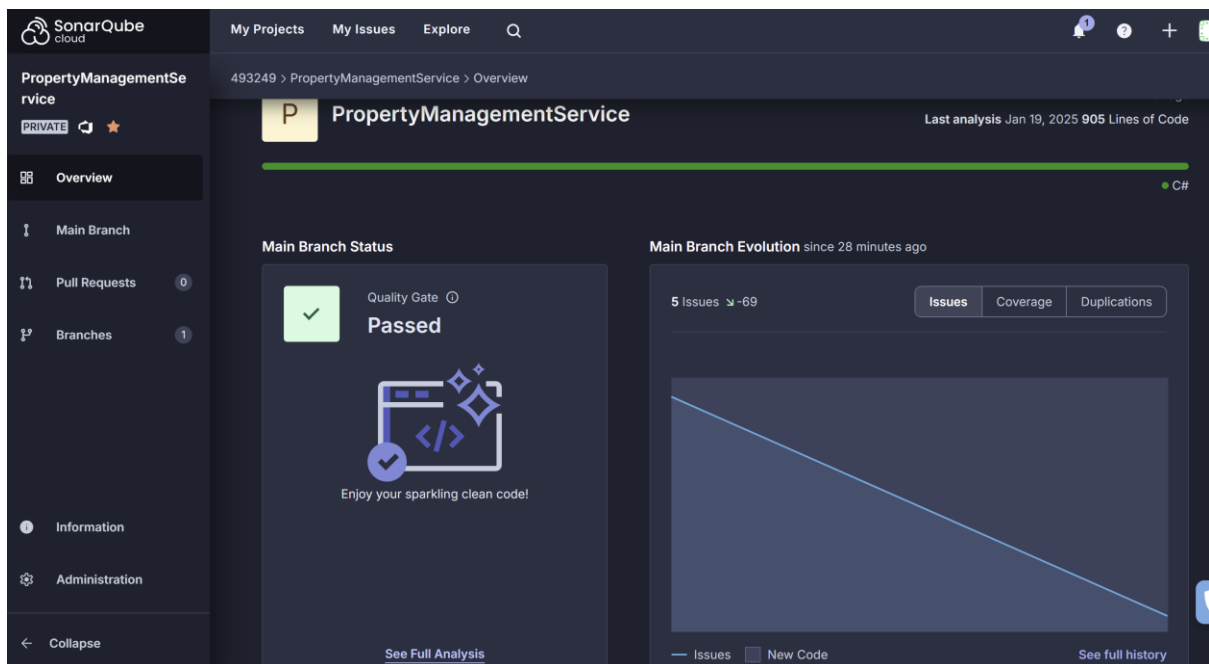 SonarQube
cloud
My Projects
My Issues
Explore
1
PropertyManagementSe
rvice
PRIVATE
493249 > PropertyManagementService > Overview
P
PropertyManagementService
Last analysis Jan 19, 2025 905 Lines of Code
C#
Overview
Main Branch
Pull Requests 0
Branches 1
Information
Administration
Collapse
Main Branch Status
Quality Gate
Passed
Enjoy your sparkling clean code!
See Full Analysis
Main Branch Evolution since 28 minutes ago
5 Issues -69
Issues
Coverage
Duplications
Issues
New Code
See full history